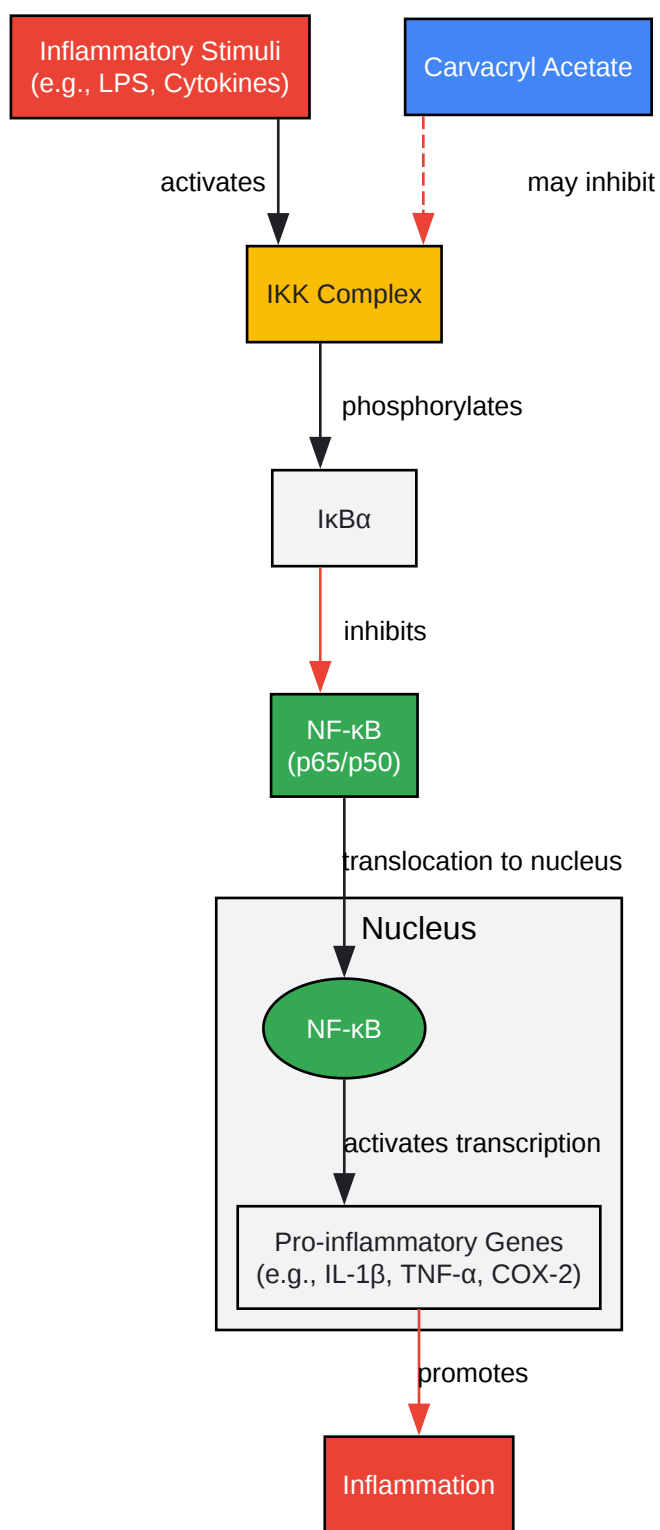 Inflammatory Stimuli
(e.g., LPS, Cytokines)
Carvacryl Acetate
activates
may inhibit
IKK Complex
phosphorylates
IκBα
inhibits
NF-κB
(p65/p50)
translocation to nucleus
Nucleus
NF-κB
activates transcription
Pro-inflammatory Genes
(e.g., IL-1β, TNF-α, COX-2)
promotes
Inflammation